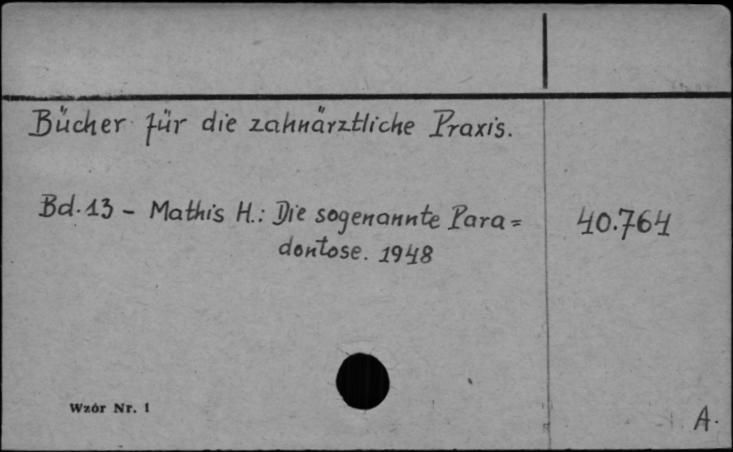 Bücher für die zahnärztliche Praxis.
Bd. 13 - Mathis H.: Die sogenannte Para= 40.764
dontose. 1948
Wzór Nr. 1
A.